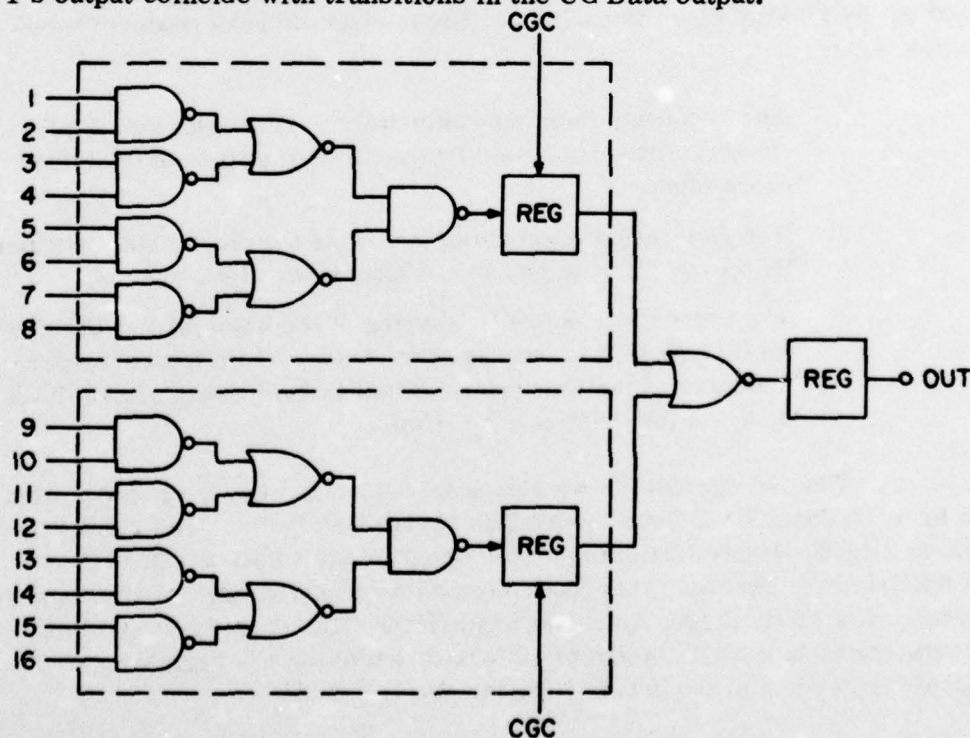 1's output coincide with transitions in the CG Data output.
CGC
1
2
3
4
5
6
7
8
REG
9
10
11
12
13
14
15
16
REG
REG
OUT
CGC